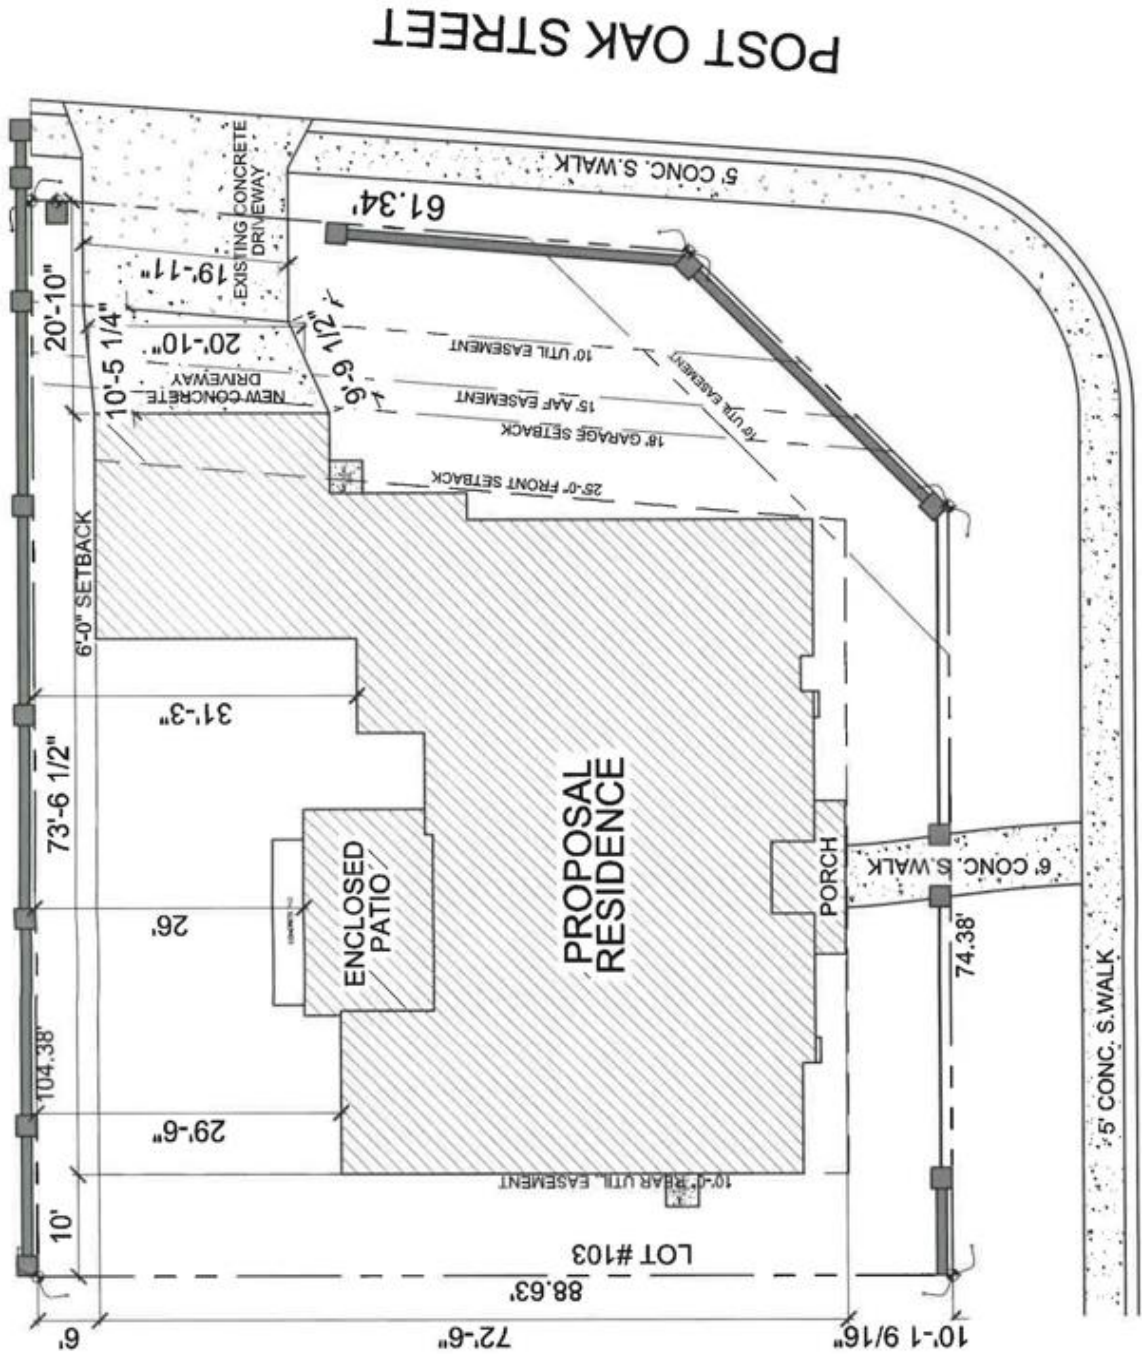 POST OAK STREET
5' CONC. S.WALK
61.34'
EXISTING CONCRETE
DRIVEWAY
19'-11"
20'-10"
10'-5 1/4"
20'-10"
NEW CONCRETE
DRIVEWAY
9'-9 1/2"
10' UTIL EASEMENT
15' AAF EASEMENT
18' GARAGE SETBACK
25'-0" FRONT SETBACK
10' UTIL EASEMENT
6'-0" SETBACK
31'-3"
73'-6 1/2"
26'
ENCLOSED
PATIO
PROPOSAL
RESIDENCE
PORCH
6' CONC. S.WALK
74.38'
104.38'
29'-6"
10'-0" REAR UTIL. EASEMENT
10'
LOT #103
88.63'
5' CONC. S.WALK
6'
72'-6"
10'-1 9/16"